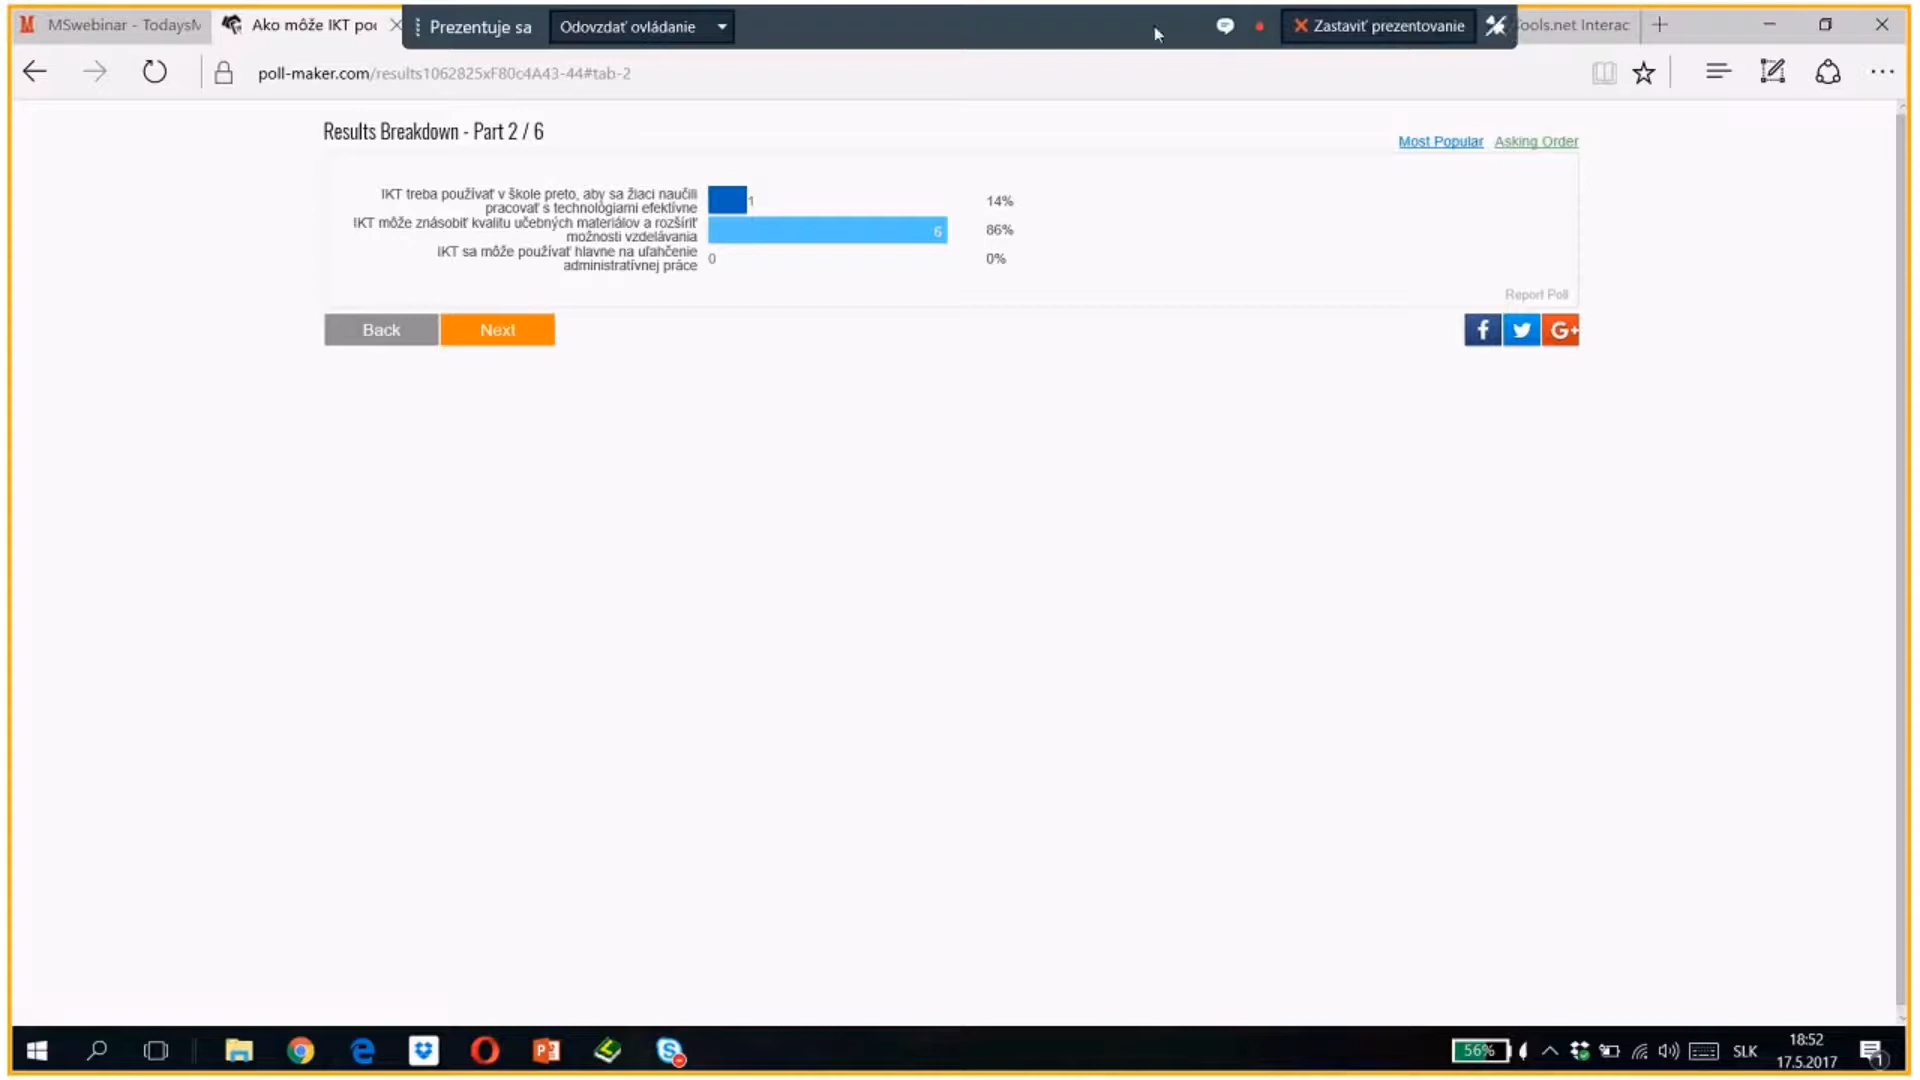 MSwebinar - TodaysM
Ako môže IKT poc
Prezentuje sa
Odovzdať ovládanie
Zastaviť prezentovanie
ools.net Interac
poll-maker.com/results1062825xF80c4A43-44#tab-2
Results Breakdown - Part 2 / 6
Most Popular
Asking Order
IKT treba používať v škole preto, aby sa žiaci naučili
pracovať s technológiami efektívne
1
14%
IKT môže znásobiť kvalitu učebných materiálov a rozšíriť
možnosti vzdelávania
6
86%
IKT sa môže používať hlavne na uľahčenie
administratívnej práce
0
0%
Report Poll
Back
Next
f
G+
56%
SLK
18:52
17.5.2017
1